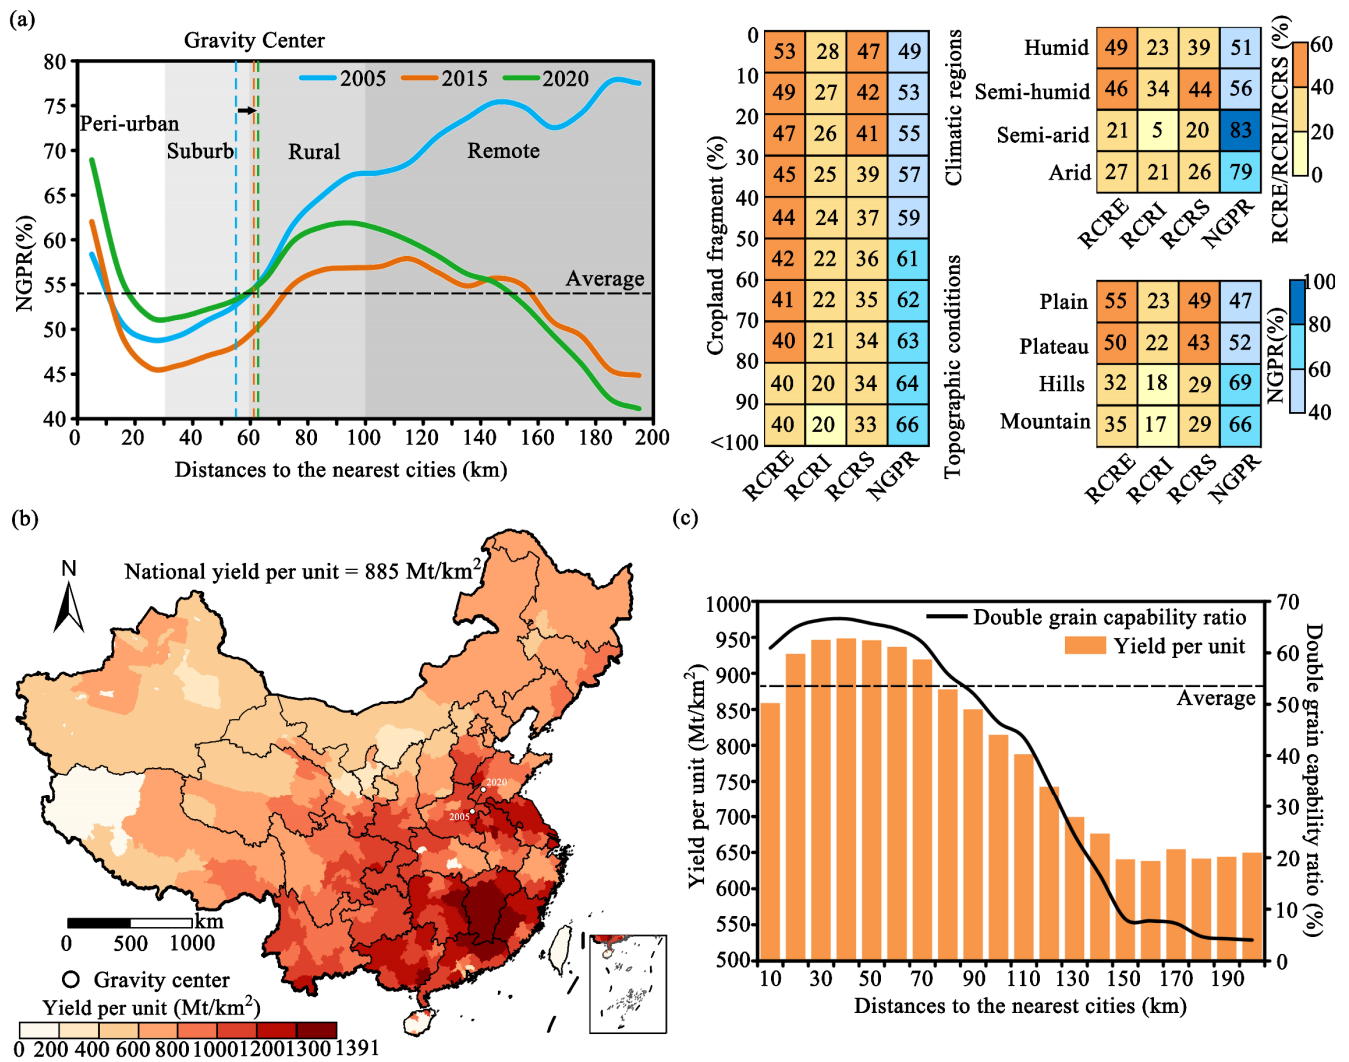 (a)
Gravity Center
80
75
70
65
60
55
50
45
40
NGPR(%)
2005
2015
2020
Peri-urban
Suburb
Rural
Remote
Average
0 20 40 60 80 100 120 140 160 180 200
Distances to the nearest cities (km)
Cropland fragment (%)
0
10
20
30
40
50
60
70
80
90
<100
53 28 47 49
49 27 42 53
47 26 41 55
45 25 39 57
44 24 37 59
42 22 36 61
41 22 35 62
40 21 34 63
40 20 34 64
40 20 33 66
RCRE RCRI RCRS NGPR
Climatic regions
Humid 49 23 39 51
Semi-humid 46 34 44 56
Semi-arid 21 5 20 83
Arid 27 21 26 79
RCRE RCRI RCRS NGPR
RCRE/RCRI/RCRS (%)
60
40
20
0
Topographic conditions
Plain 55 23 49 47
Plateau 50 22 43 52
Hills 32 18 29 69
Mountain 35 17 29 66
RCRE RCRI RCRS NGPR
NGPR(%)
100
80
60
40
(b)
N
National yield per unit = 885 Mt/km²
2020
2005
km
0 500 1000
Gravity center
Yield per unit (Mt/km²)
0 200 400 600 800 1000 1200 1300 1391
(c)
1000
950
900
850
800
750
700
650
600
550
500
Yield per unit (Mt/km²)
Double grain capability ratio
Yield per unit
Average
70
60
50
40
30
20
10
0
Double grain capability ratio (%)
10 30 50 70 90 110 130 150 170 190
Distances to the nearest cities (km)